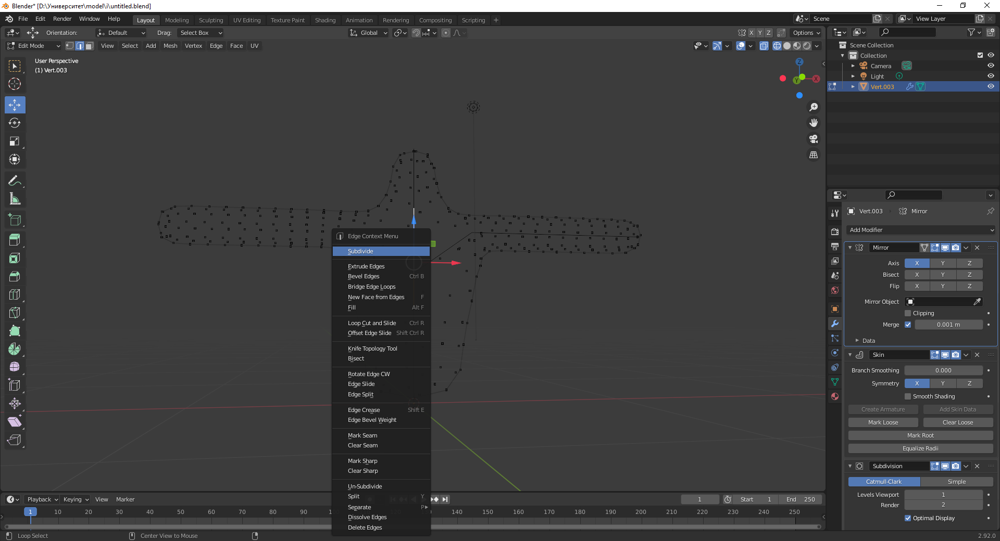 Blender* [D:\Университет\model\i\untitled.blend]
File Edit Render Window Help
Layout Modeling Sculpting UV Editing Texture Paint Shading Animation Rendering Compositing Scripting +
Scene
View Layer
Orientation: Default Drag: Select Box
Global
X Y Z Options
Edit Mode View Select Add Mesh Vertex Edge Face UV
User Perspective
(1) Vert.003
Z
Y
X
Scene Collection
Collection
Camera
Light
Vert.003
Vert.003 Mirror
Add Modifier
Mirror
Axis X Y Z
Bisect X Y Z
Flip X Y Z
Mirror Object
Clipping
Merge 0.001 m
Data
Skin
Branch Smoothing 0.000
Symmetry X Y Z
Smooth Shading
Create Armature Add Skin Data
Mark Loose Clear Loose
Mark Root
Equalize Radii
Subdivision
Catmull-Clark Simple
Levels Viewport 1
Render 2
Optimal Display
Edge Context Menu
Subdivide
Extrude Edges
Bevel Edges Ctrl B
Bridge Edge Loops
New Face from Edges F
Fill Alt F
Loop Cut and Slide Ctrl R
Offset Edge Slide Shift Ctrl R
Knife Topology Tool
Bisect
Rotate Edge CW
Edge Slide
Edge Split
Edge Crease Shift E
Edge Bevel Weight
Mark Seam
Clear Seam
Mark Sharp
Clear Sharp
Un-Subdivide
Split Y
Separate P
Dissolve Edges
Delete Edges
Playback Keying View Marker
1 Start 1 End 250
1 10 20 30 40 50 60 70 80 90 140 150 160 170 180 190 200 210 220 230 240 250
Loop Select Center View to Mouse
2.92.0